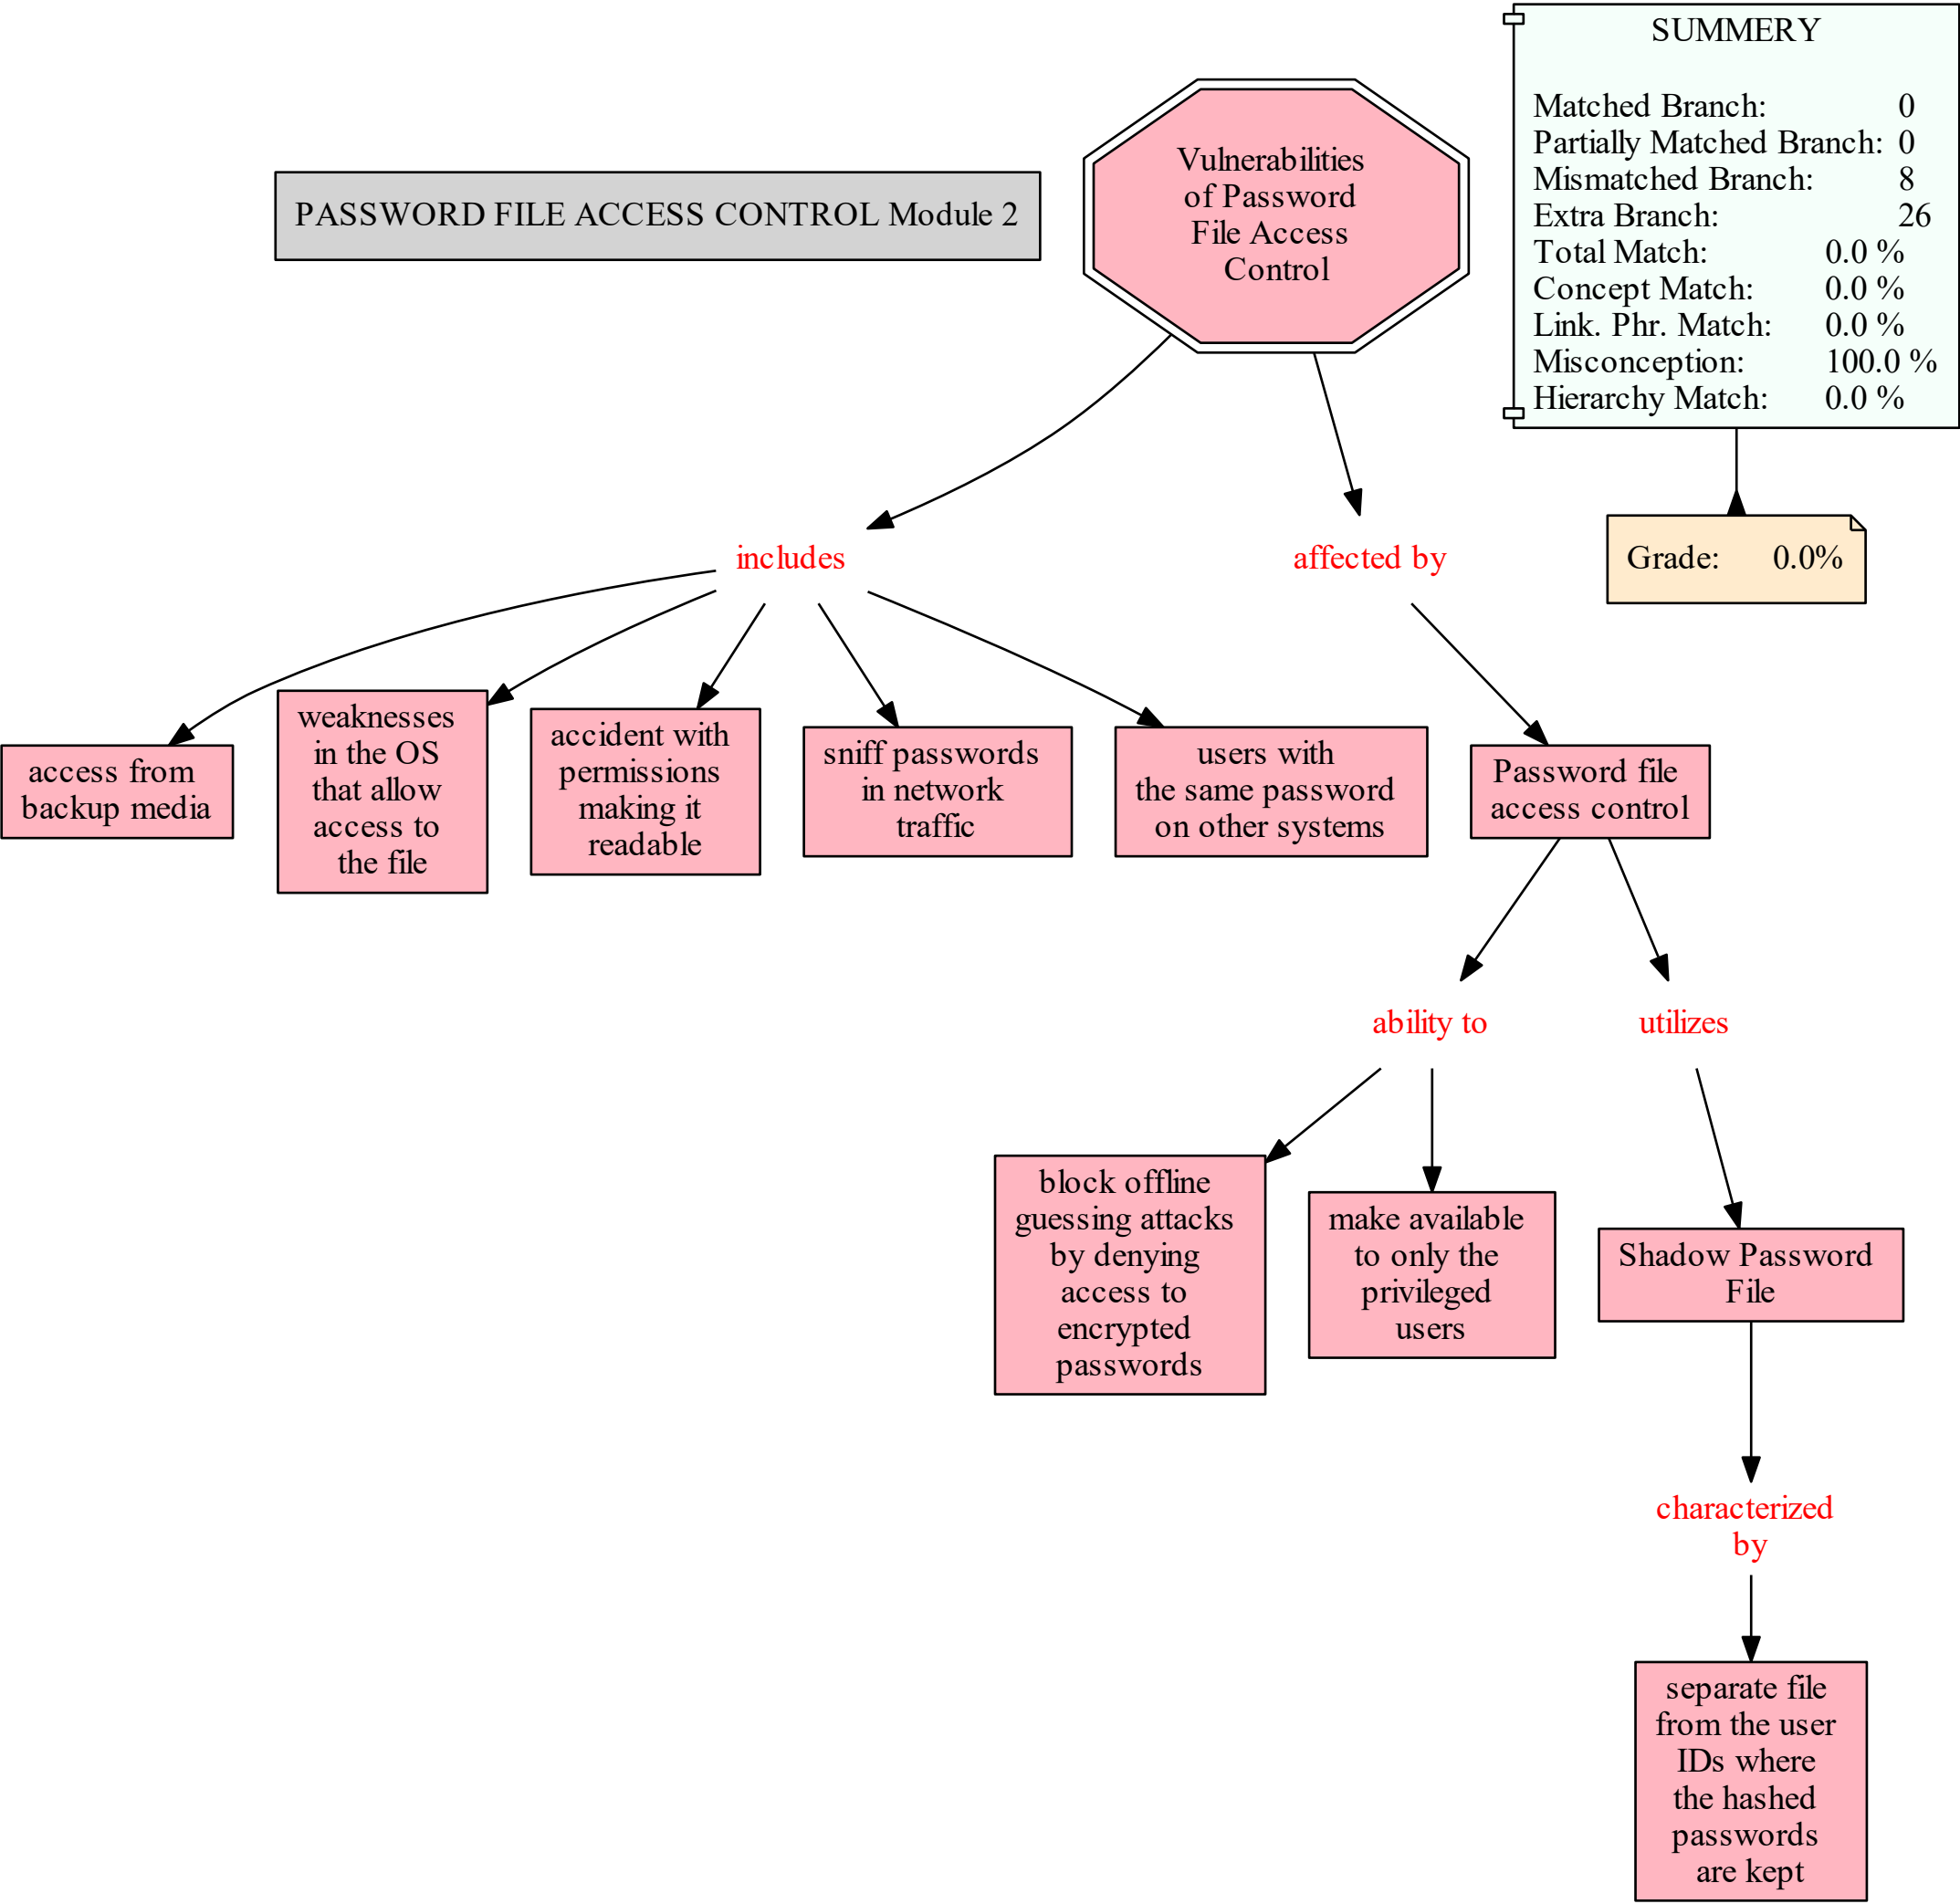 PASSWORD FILE ACCESS CONTROL Module 2
Vulnerabilities
of Password
File Access
Control
SUMMERY
Matched Branch: 0
Partially Matched Branch: 0
Mismatched Branch: 8
Extra Branch: 26
Total Match: 0.0 %
Concept Match: 0.0 %
Link. Phr. Match: 0.0 %
Misconception: 100.0 %
Hierarchy Match: 0.0 %
Grade: 0.0%
includes
affected by
access from
backup media
weaknesses
in the OS
that allow
access to
the file
accident with
permissions
making it
readable
sniff passwords
in network
traffic
users with
the same password
on other systems
Password file
access control
ability to
utilizes
block offline
guessing attacks
by denying
access to
encrypted
passwords
make available
to only the
privileged
users
Shadow Password
File
characterized
by
separate file
from the user
IDs where
the hashed
passwords
are kept